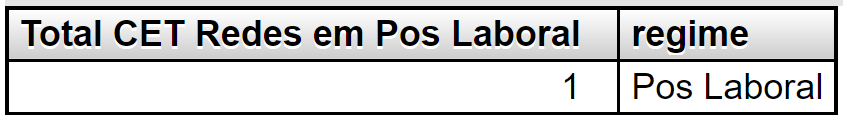 Total CET Redes em Pos Laboral regime
1 Pos Laboral